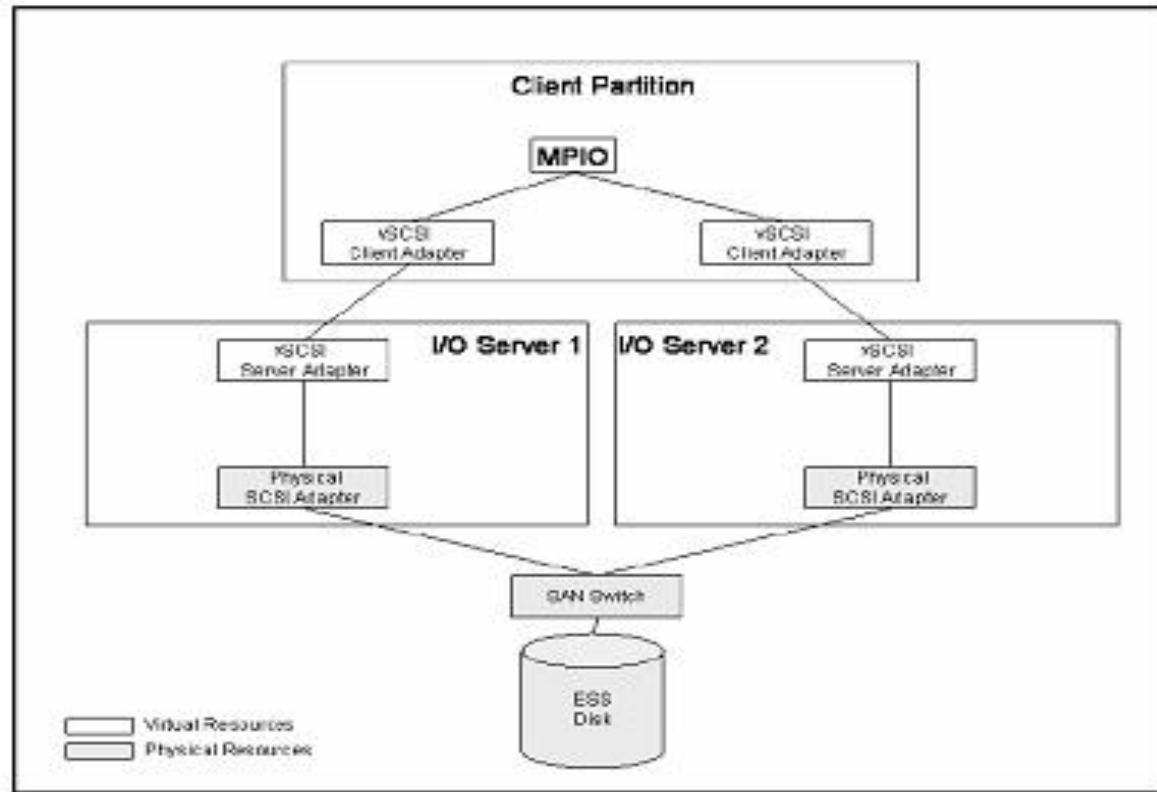 Client Partition
MPIO
vSCSI
Client Adapter
vSCSI
Client Adapter
I/O Server 1
I/O Server 2
vSCSI
Server Adapter
vSCSI
Server Adapter
Physical
SCSI Adapter
Physical
SCSI Adapter
SAN Switch
ESS
Disk
Virtual Resources
Physical Resources